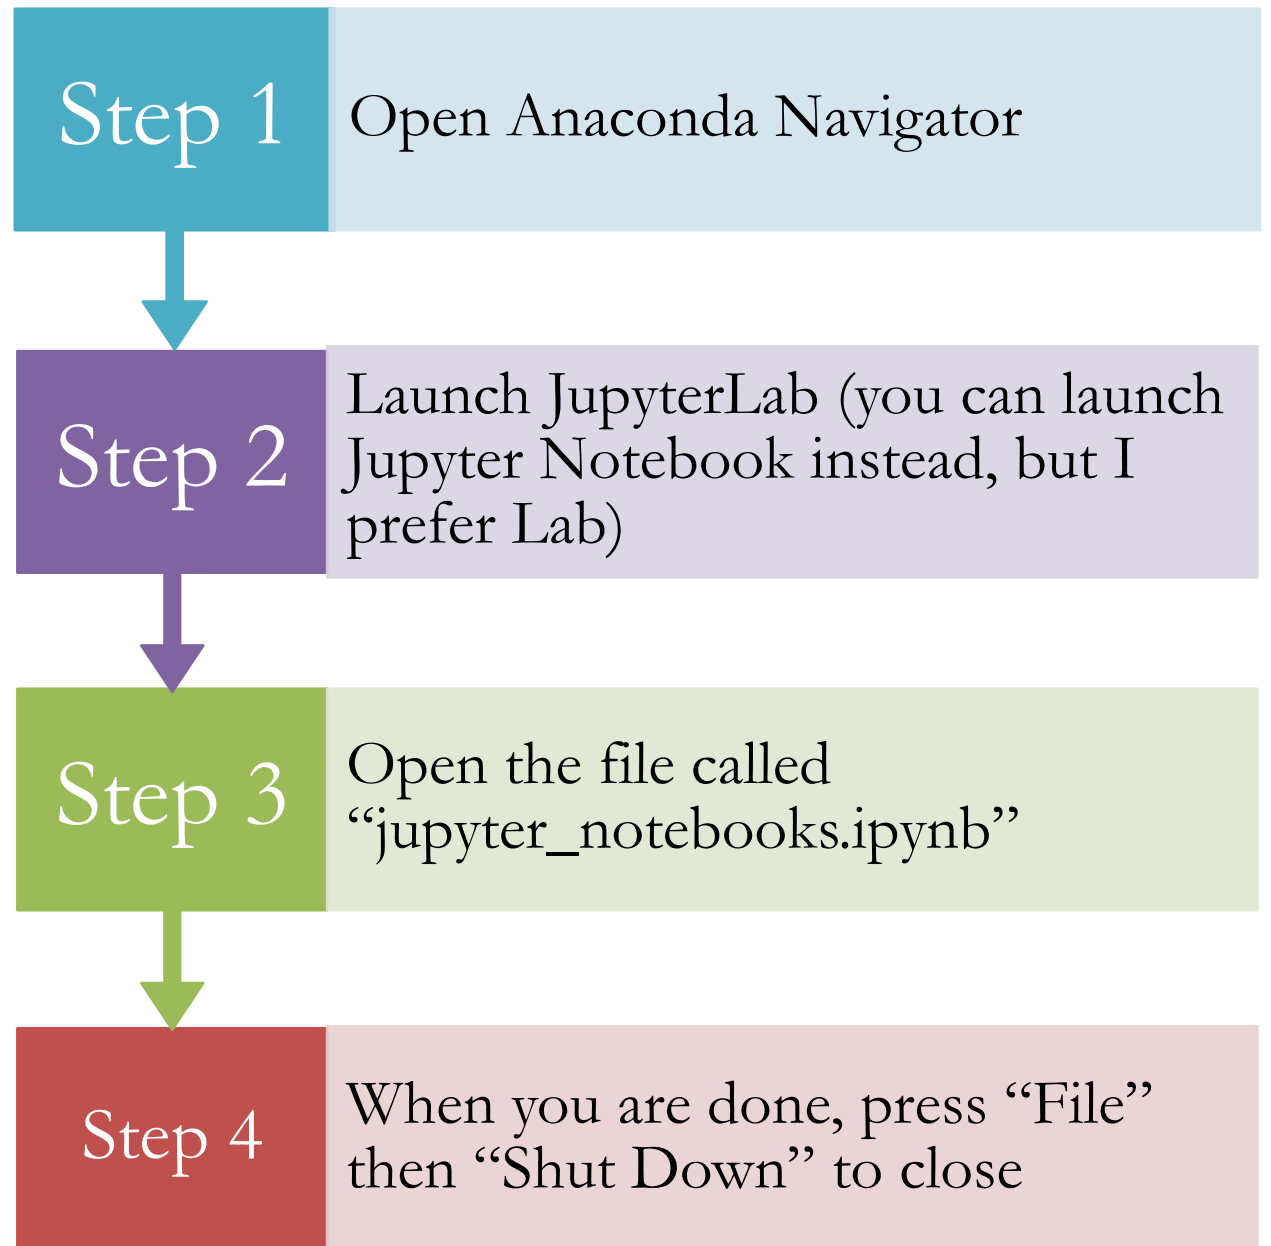 Step 1
Open Anaconda Navigator
Step 2
Launch JupyterLab (you can launch
Jupyter Notebook instead, but I
prefer Lab)
Step 3
Open the file called
“jupyter_notebooks.ipynb”
Step 4
When you are done, press “File”
then “Shut Down” to close